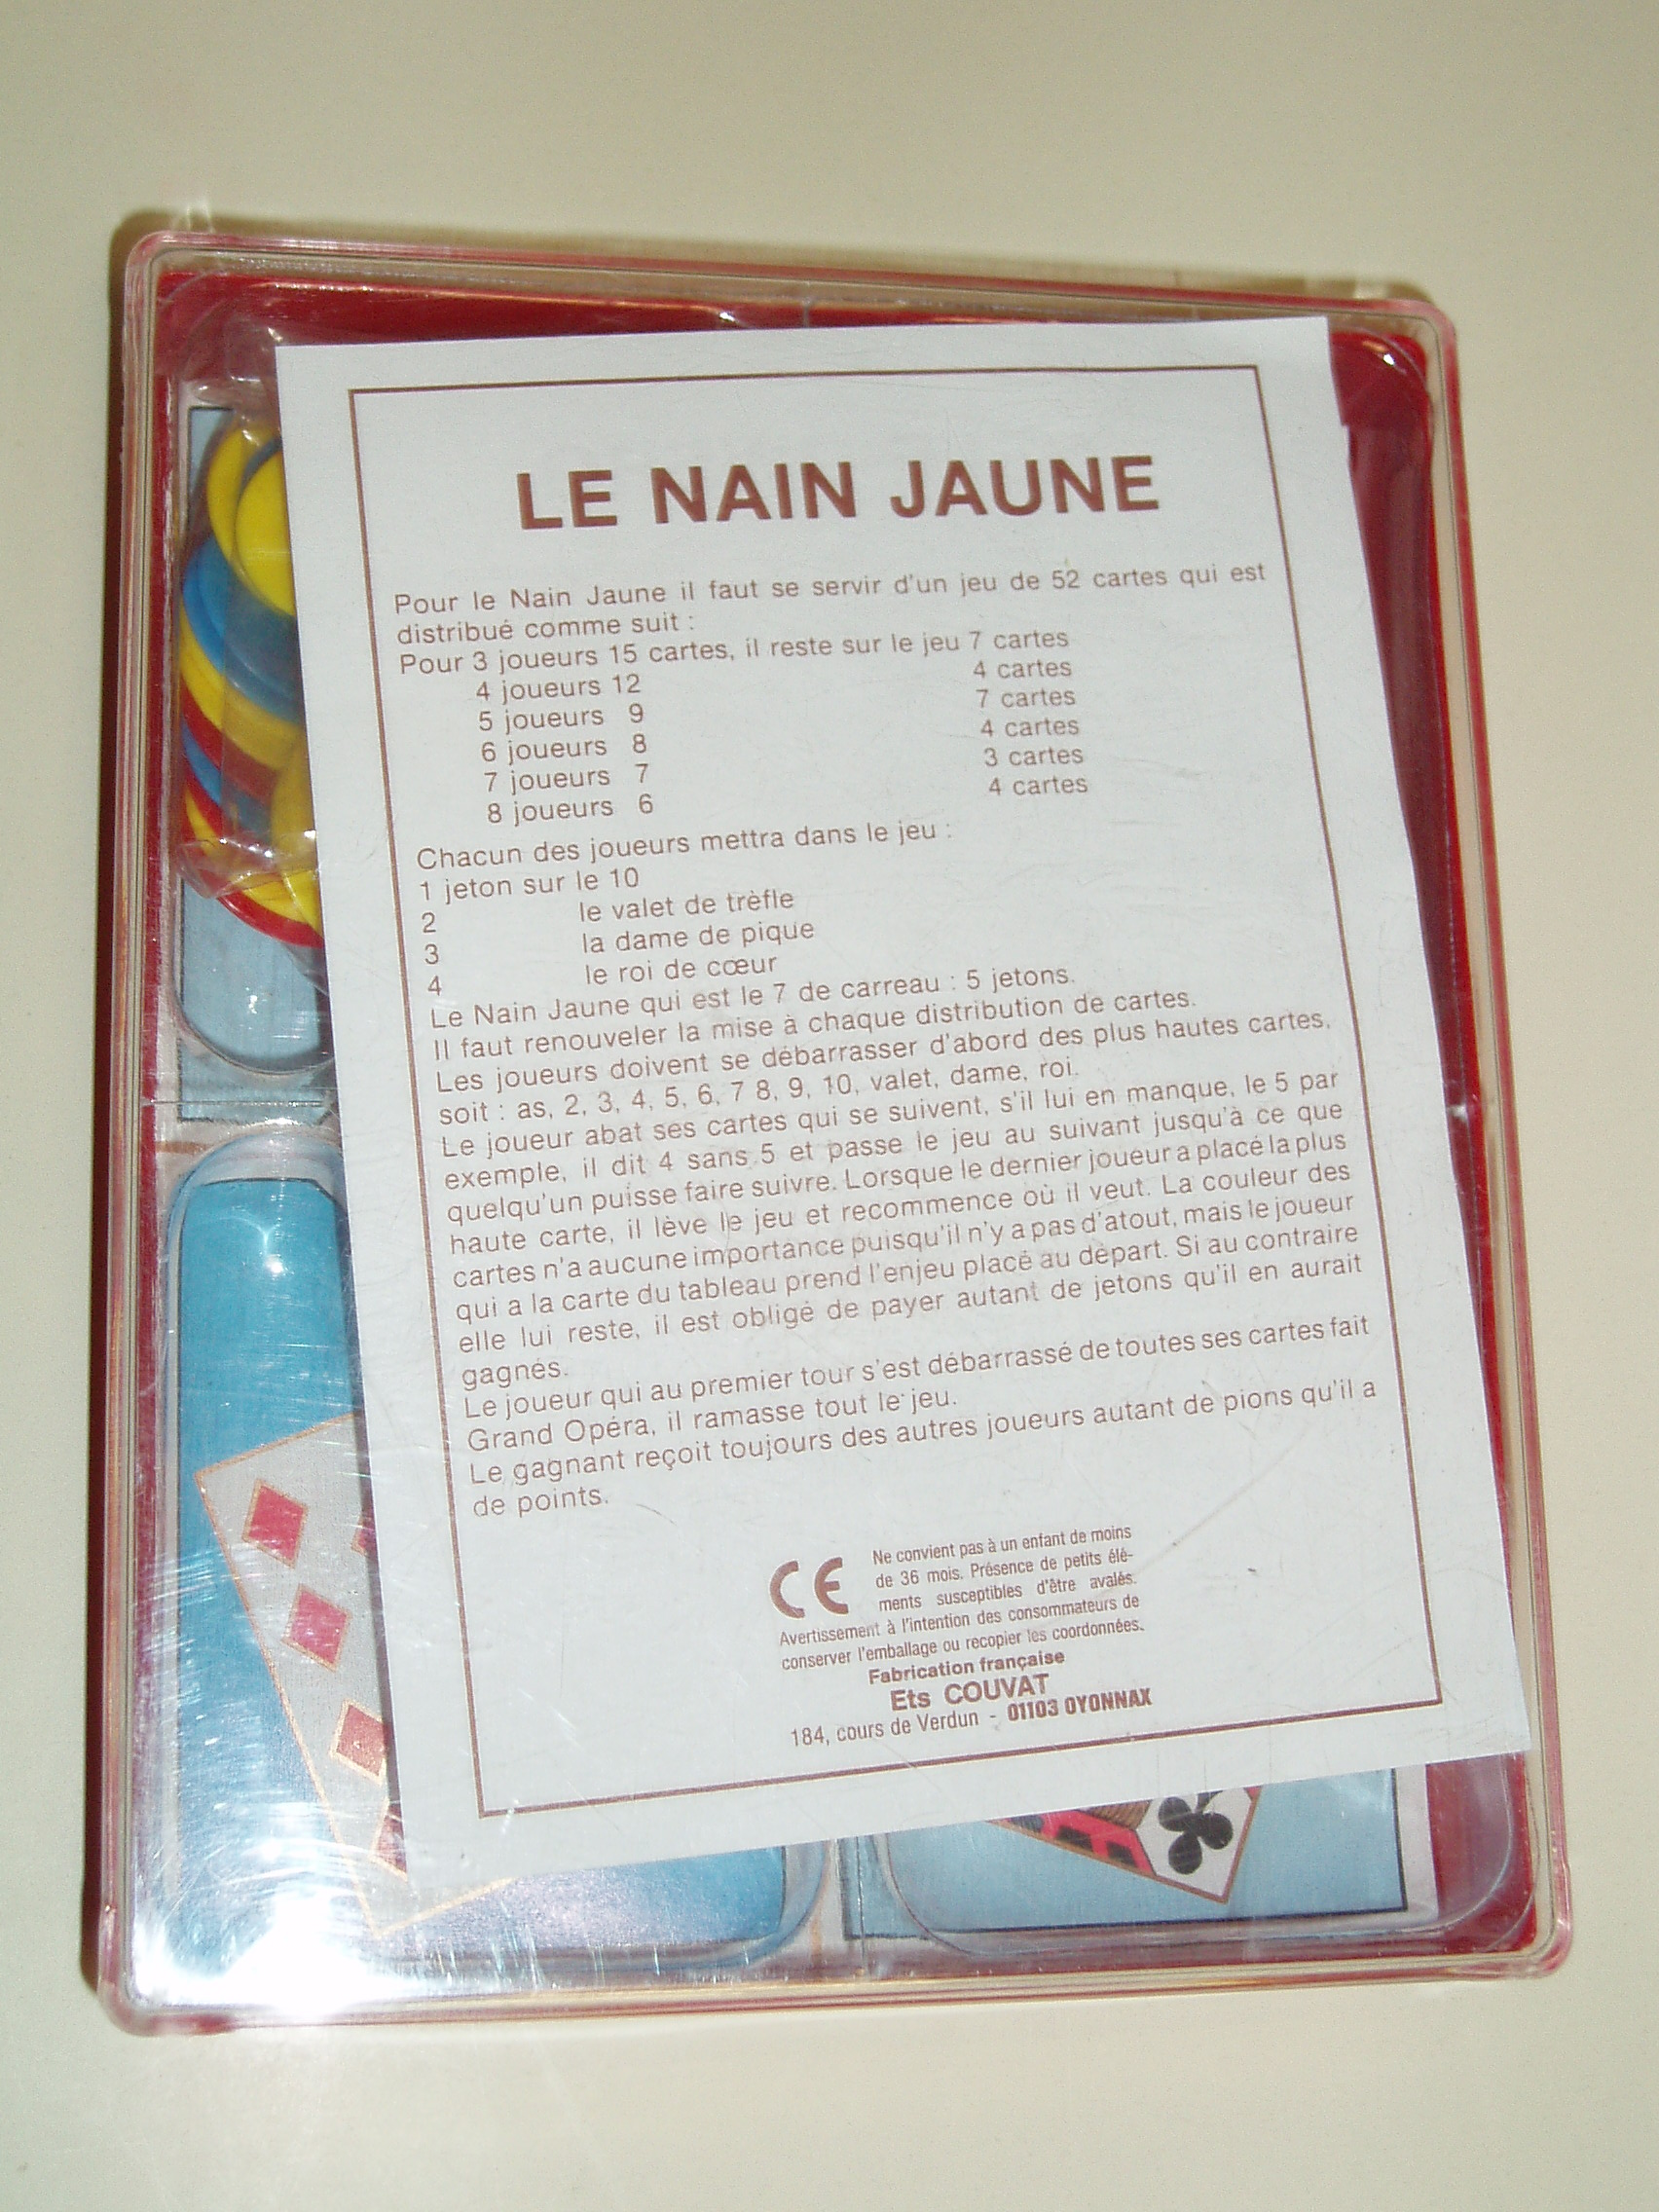 LE NAIN JAUNE
Pour le Nain Jaune il faut se servir d'un jeu de 52 cartes qui est
distribué comme suit :
Pour 3 joueurs 15 cartes, il reste sur le jeu 7 cartes
4 joueurs 12 4 cartes
5 joueurs 9 7 cartes
6 joueurs 8 4 cartes
7 joueurs 7 3 cartes
8 joueurs 6 4 cartes
Chacun des joueurs mettra dans le jeu :
1 jeton sur le 10
2 le valet de trèfle
3 la dame de pique
4 le roi de cœur
Le Nain Jaune qui est le 7 de carreau : 5 jetons.
Il faut renouveler la mise à chaque distribution de cartes.
Les joueurs doivent se débarrasser d'abord des plus hautes cartes,
soit : as, 2, 3, 4, 5, 6, 7 8, 9, 10, valet, dame, roi.
Le joueur abat ses cartes qui se suivent, s'il lui en manque, le 5 par
exemple, il dit 4 sans 5 et passe le jeu au suivant jusqu'à ce que
quelqu'un puisse faire suivre. Lorsque le dernier joueur a placé la plus
haute carte, il lève le jeu et recommence où il veut. La couleur des
cartes n'a aucune importance puisqu'il n'y a pas d'atout, mais le joueur
qui a la carte du tableau prend l'enjeu placé au départ. Si au contraire
elle lui reste, il est obligé de payer autant de jetons qu'il en aurait
gagnés.
Le joueur qui au premier tour s'est débarrassé de toutes ses cartes fait
Grand Opéra, il ramasse tout le jeu.
Le gagnant reçoit toujours des autres joueurs autant de pions qu'il a
de points.
CE Ne convient pas à un enfant de moins
de 36 mois. Présence de petits élé-
ments susceptibles d'être avalés.
Avertissement à l'intention des consommateurs de
conserver l'emballage ou recopier les coordonnées.
Fabrication française
Ets COUVAT
184, cours de Verdun - 01103 OYONNAX